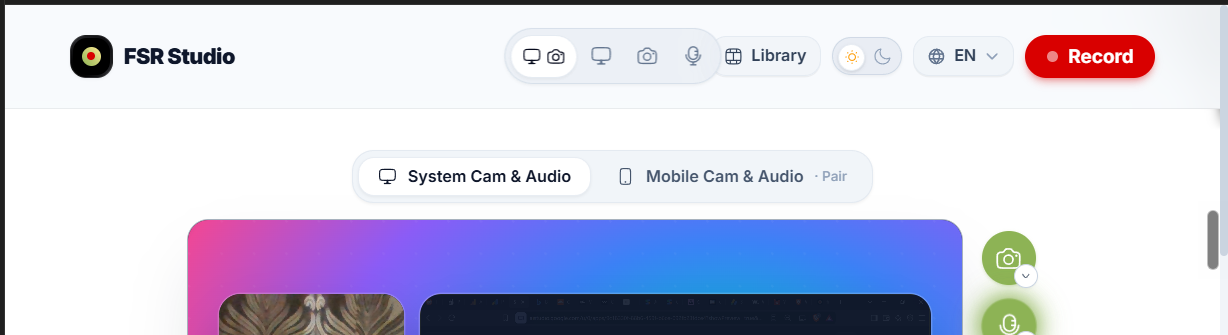 FSR Studio
Library
EN
Record
System Cam & Audio
Mobile Cam & Audio · Pair